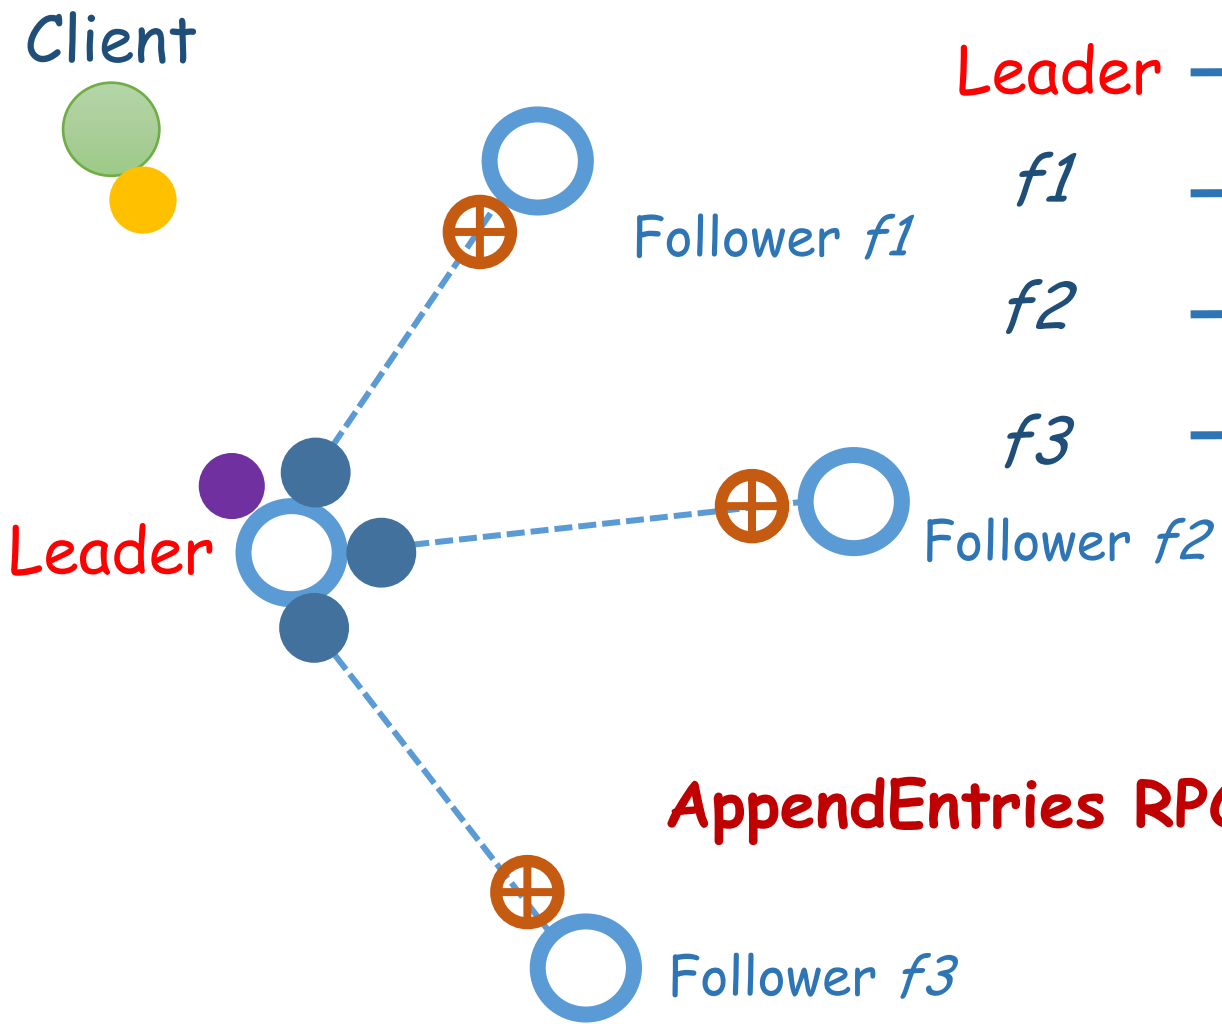 Client
Leader
f1
Follower f1
f2
f3
Leader
Follower f2
AppendEntries
Follower f3